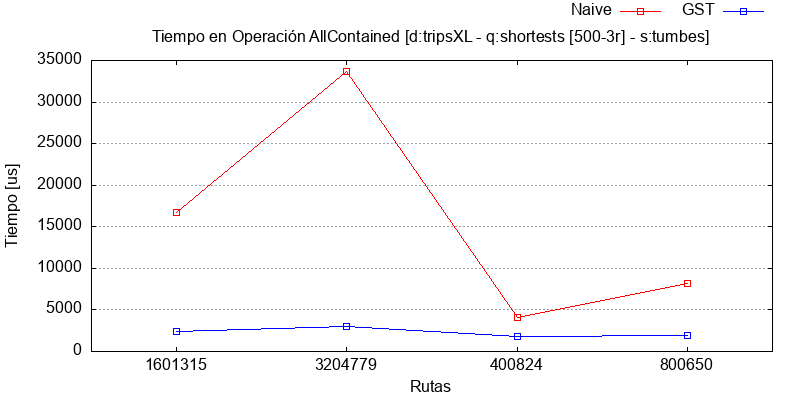 Naive GST
Tiempo en Operación AllContained [d:tripsXL - q:shortests [500-3r] - s:tumbes]
35000
30000
25000
20000
15000
10000
5000
0
Tiempo [us]
1601315 3204779 400824 800650
Rutas